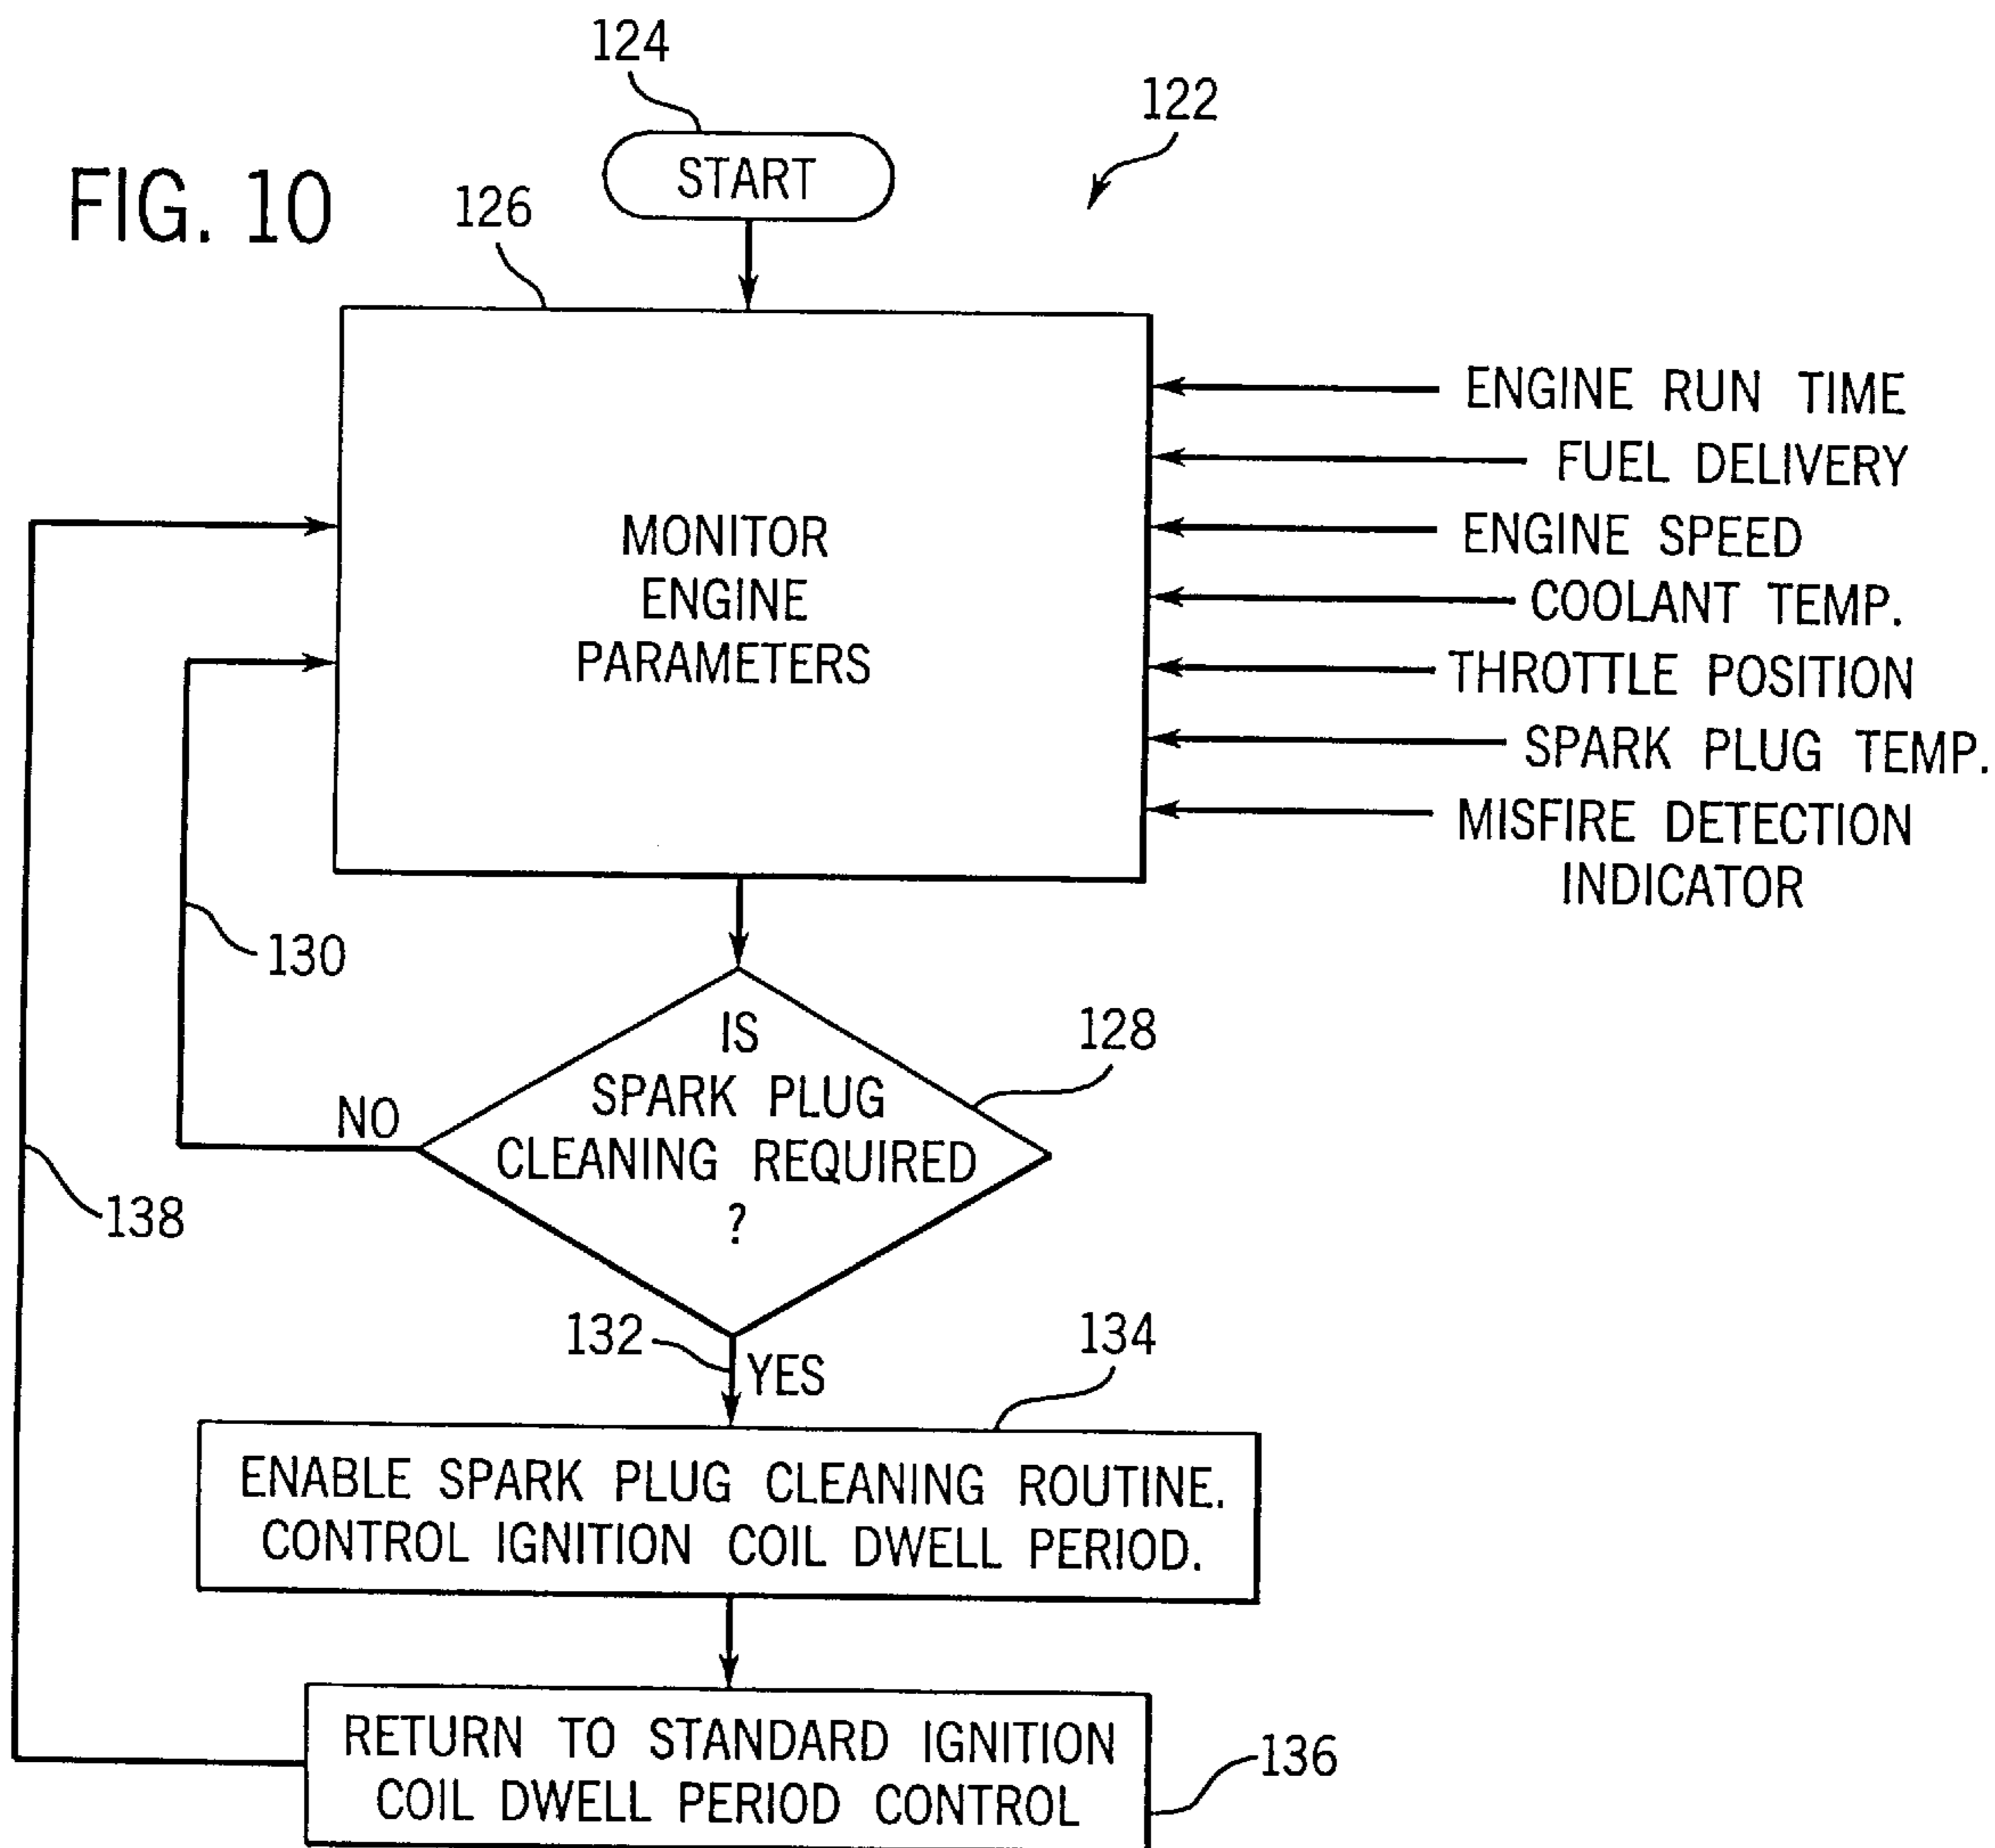 124
122
FIG. 10
START
126
ENGINE RUN TIME
FUEL DELIVERY
ENGINE SPEED
COOLANT TEMP.
THROTTLE POSITION
SPARK PLUG TEMP.
MISFIRE DETECTION
INDICATOR
MONITOR
ENGINE
PARAMETERS
130
IS
SPARK PLUG
CLEANING REQUIRED
?
128
NO
138
132
YES
134
ENABLE SPARK PLUG CLEANING ROUTINE.
CONTROL IGNITION COIL DWELL PERIOD.
RETURN TO STANDARD IGNITION
COIL DWELL PERIOD CONTROL
136